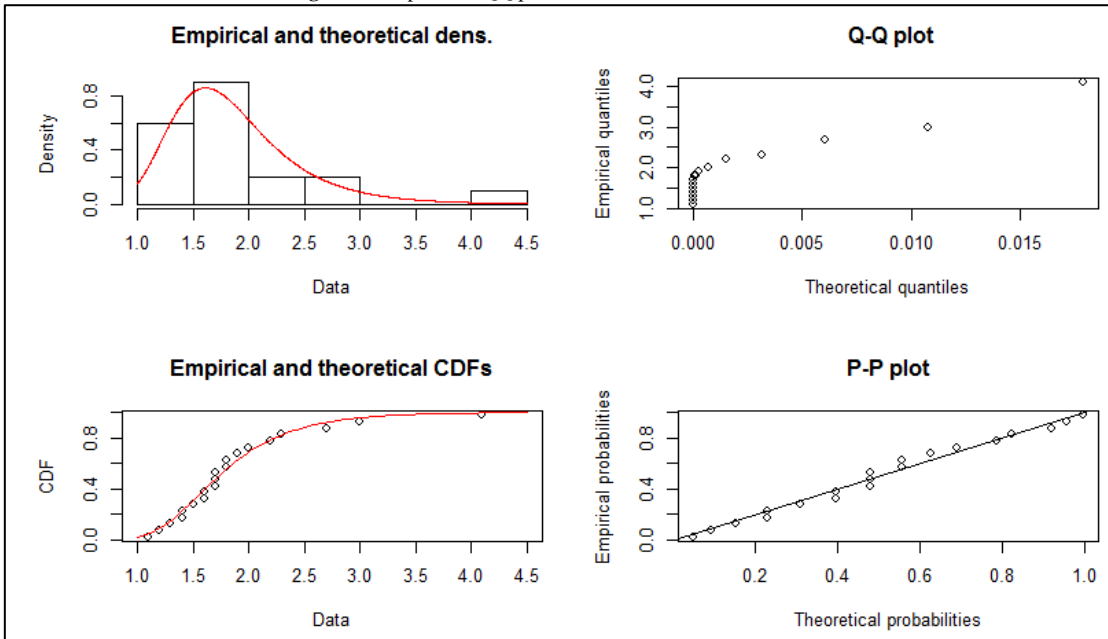 Empirical and theoretical dens.
Density
0.0 0.4 0.8
1.0 1.5 2.0 2.5 3.0 3.5 4.0 4.5
Data
Q-Q plot
Empirical quantiles
1.0 2.0 3.0 4.0
0.000 0.005 0.010 0.015
Theoretical quantiles
Empirical and theoretical CDFs
CDF
0.0 0.4 0.8
1.0 1.5 2.0 2.5 3.0 3.5 4.0 4.5
Data
P-P plot
Empirical probabilities
0.0 0.4 0.8
0.2 0.4 0.6 0.8 1.0
Theoretical probabilities